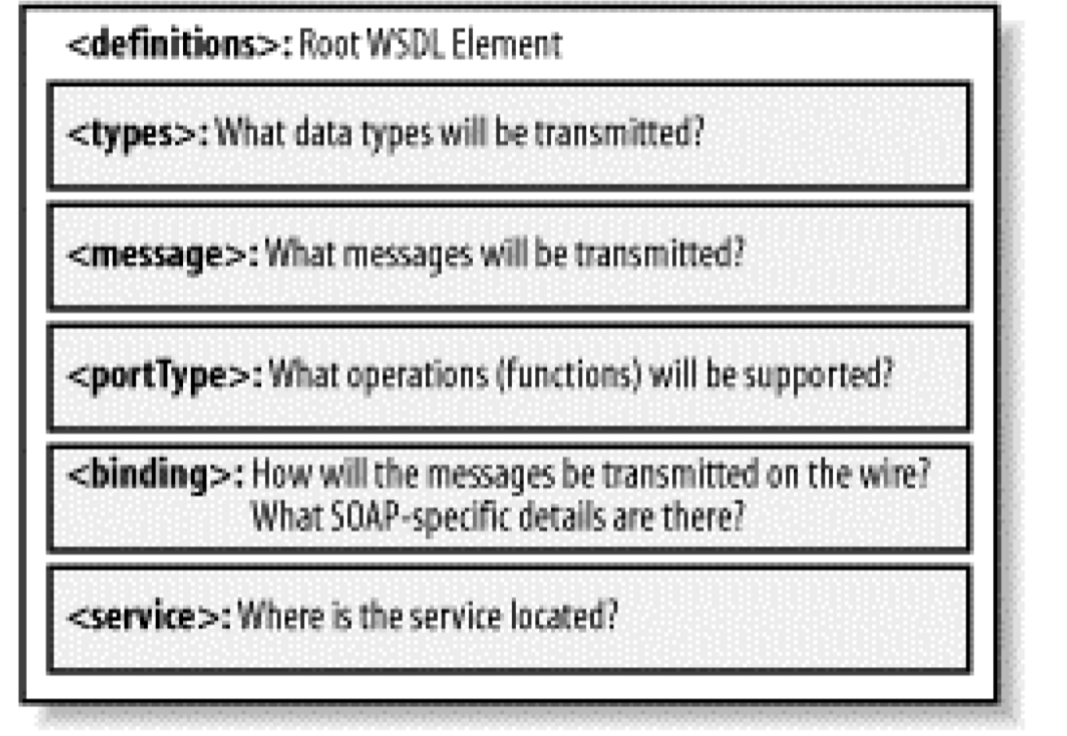 <definitions>: Root WSDL Element
<types>: What data types will be transmitted?
<message>: What messages will be transmitted?
<portType>: What operations (functions) will be supported?
<binding>: How will the messages be transmitted on the wire?
What SOAP-specific details are there?
<service>: Where is the service located?